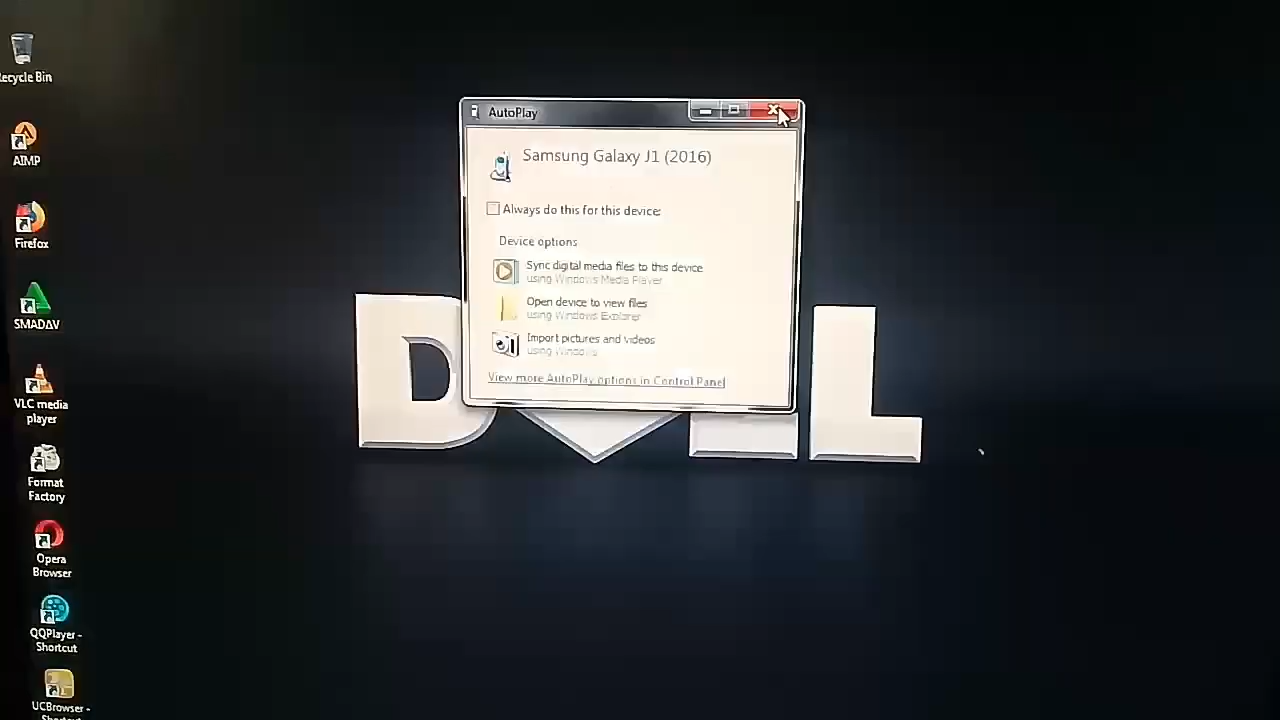 Recycle Bin
AIMP
Firefox
SMADΔV
VLC media
player
Format
Factory
Opera
Browser
QQPlayer -
Shortcut
UCBrowser -
Shortcut
AutoPlay
Samsung Galaxy J1 (2016)
Always do this for this device:
Device options
Sync digital media files to this device
using Windows Media Player
Open device to view files
using Windows Explorer
Import pictures and videos
using Windows
View more AutoPlay options in Control Panel
DELL